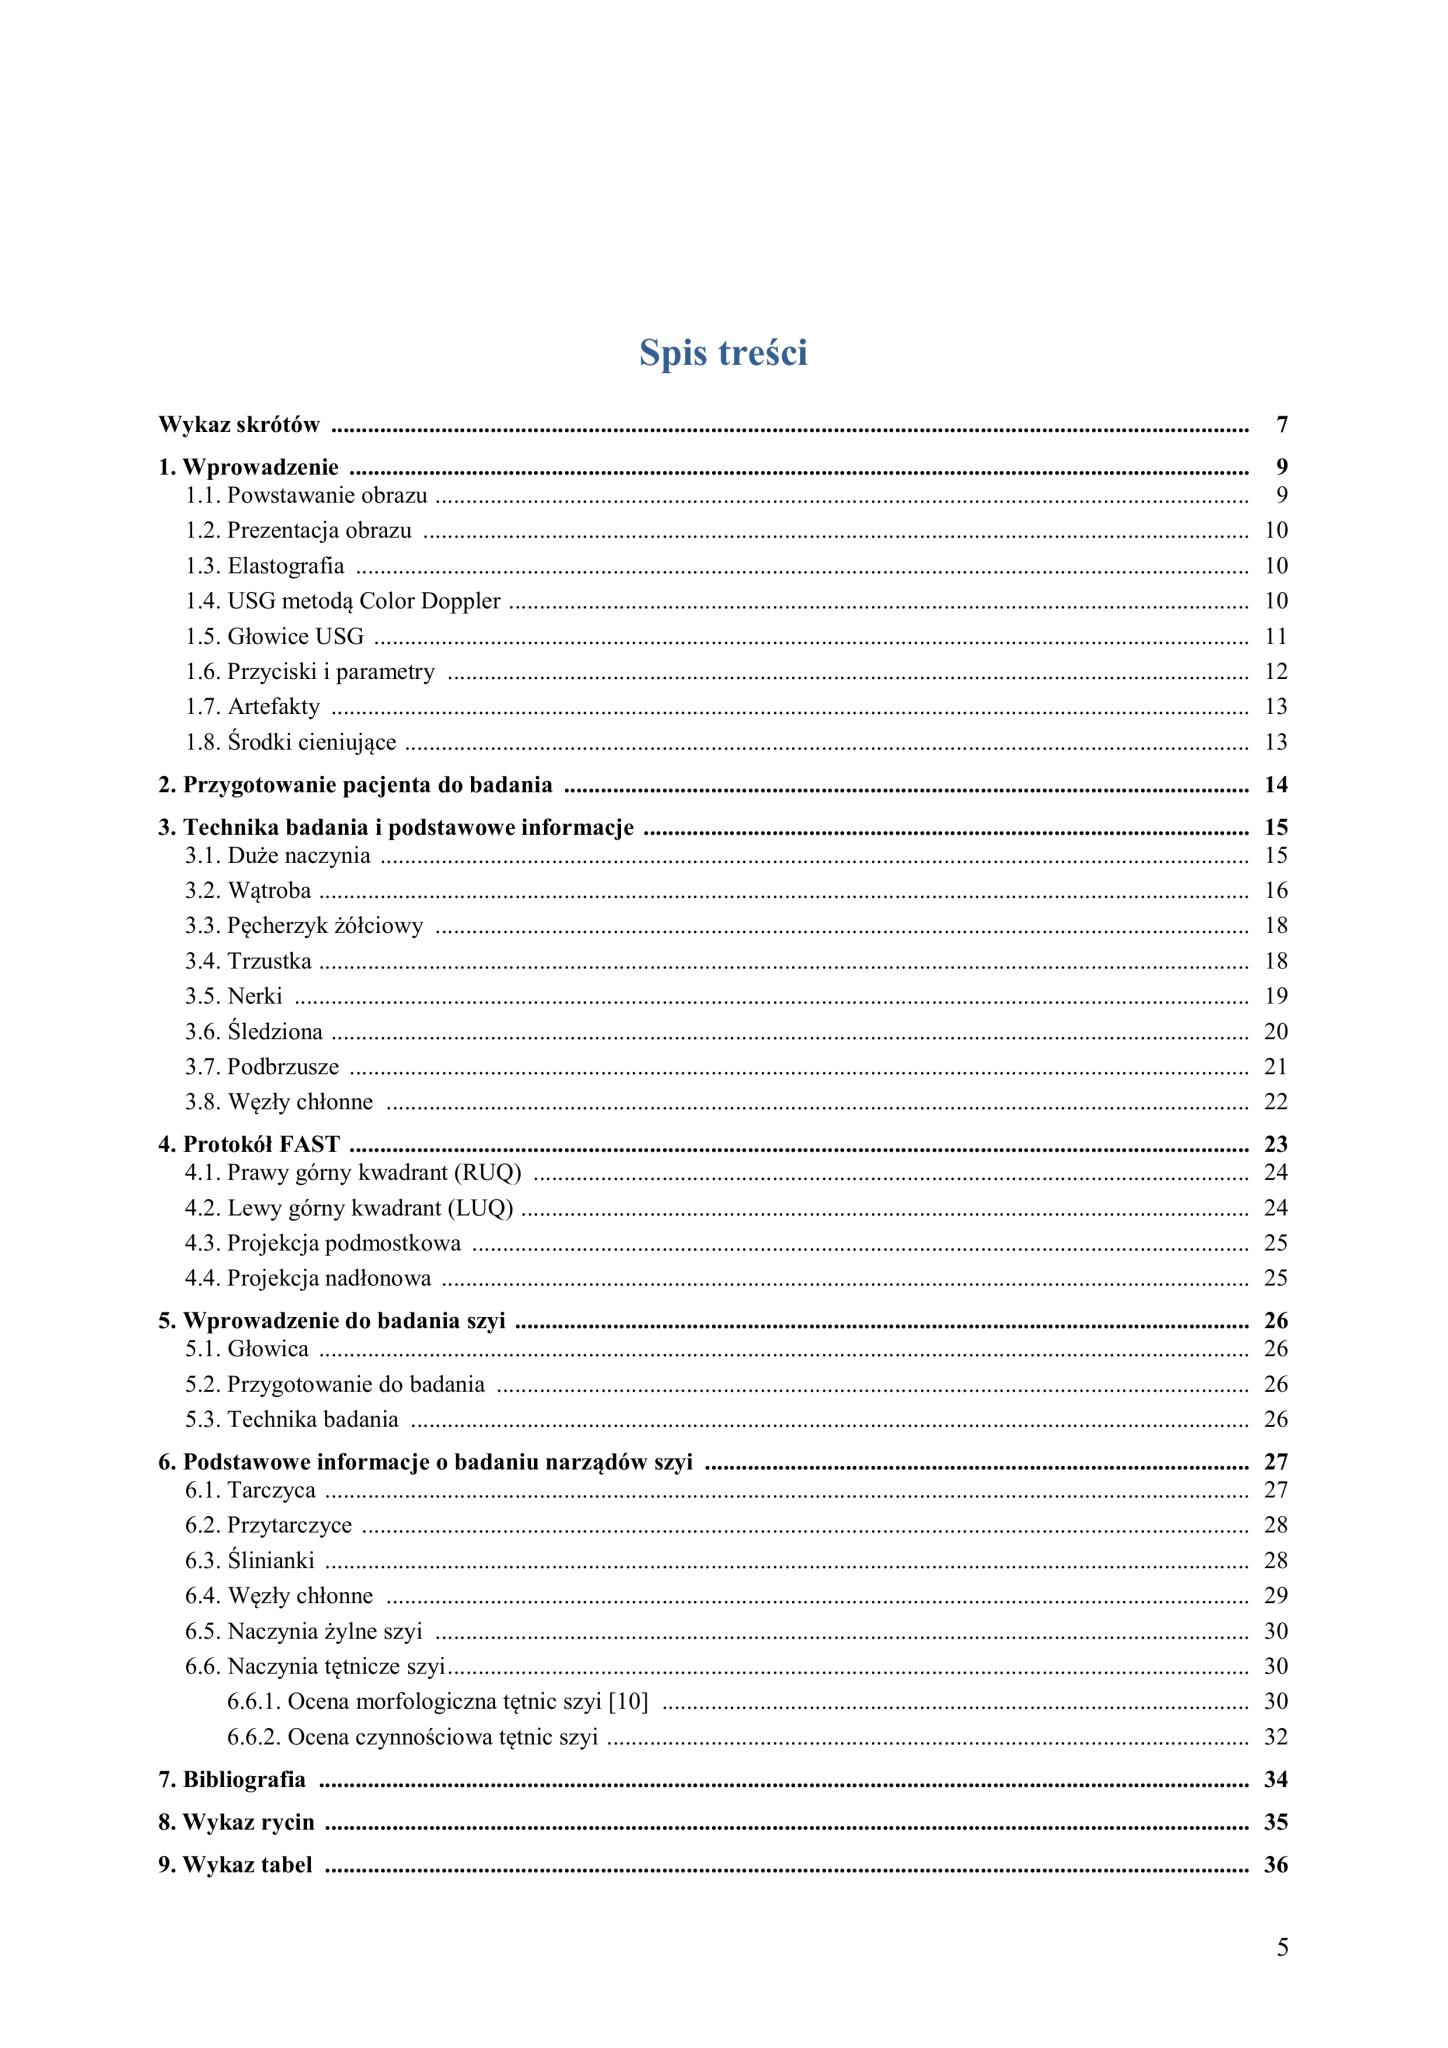 Spis treści
Wykaz skrótów ........ 7
1. Wprowadzenie ........ 9
1.1. Powstawanie obrazu ........ 9
1.2. Prezentacja obrazu ........ 10
1.3. Elastografia ........ 10
1.4. USG metodą Color Doppler ........ 10
1.5. Głowice USG ........ 11
1.6. Przyciski i parametry ........ 12
1.7. Artefakty ........ 13
1.8. Środki cieniujące ........ 13
2. Przygotowanie pacjenta do badania ........ 14
3. Technika badania i podstawowe informacje ........ 15
3.1. Duże naczynia ........ 15
3.2. Wątroba ........ 16
3.3. Pęcherzyk żółciowy ........ 18
3.4. Trzustka ........ 18
3.5. Nerki ........ 19
3.6. Śledziona ........ 20
3.7. Podbrzusze ........ 21
3.8. Węzły chłonne ........ 22
4. Protokół FAST ........ 23
4.1. Prawy górny kwadrant (RUQ) ........ 24
4.2. Lewy górny kwadrant (LUQ) ........ 24
4.3. Projekcja podmostkowa ........ 25
4.4. Projekcja nadłonowa ........ 25
5. Wprowadzenie do badania szyi ........ 26
5.1. Głowica ........ 26
5.2. Przygotowanie do badania ........ 26
5.3. Technika badania ........ 26
6. Podstawowe informacje o badaniu narządów szyi ........ 27
6.1. Tarczyca ........ 27
6.2. Przytarczyce ........ 28
6.3. Ślinianki ........ 28
6.4. Węzły chłonne ........ 29
6.5. Naczynia żylne szyi ........ 30
6.6. Naczynia tętnicze szyi ........ 30
6.6.1. Ocena morfologiczna tętnic szyi [10] ........ 30
6.6.2. Ocena czynnościowa tętnic szyi ........ 32
7. Bibliografia ........ 34
8. Wykaz rycin ........ 35
9. Wykaz tabel ........ 36
5